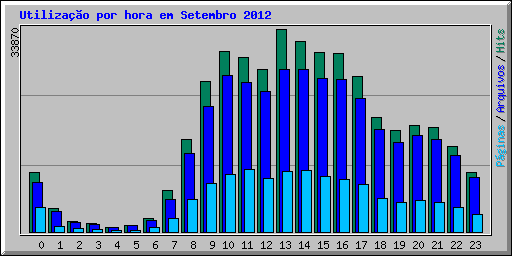 Utilização por hora em Setembro 2012
33870
Páginas / Arquivos / Hits
0 1 2 3 4 5 6 7 8 9 10 11 12 13 14 15 16 17 18 19 20 21 22 23